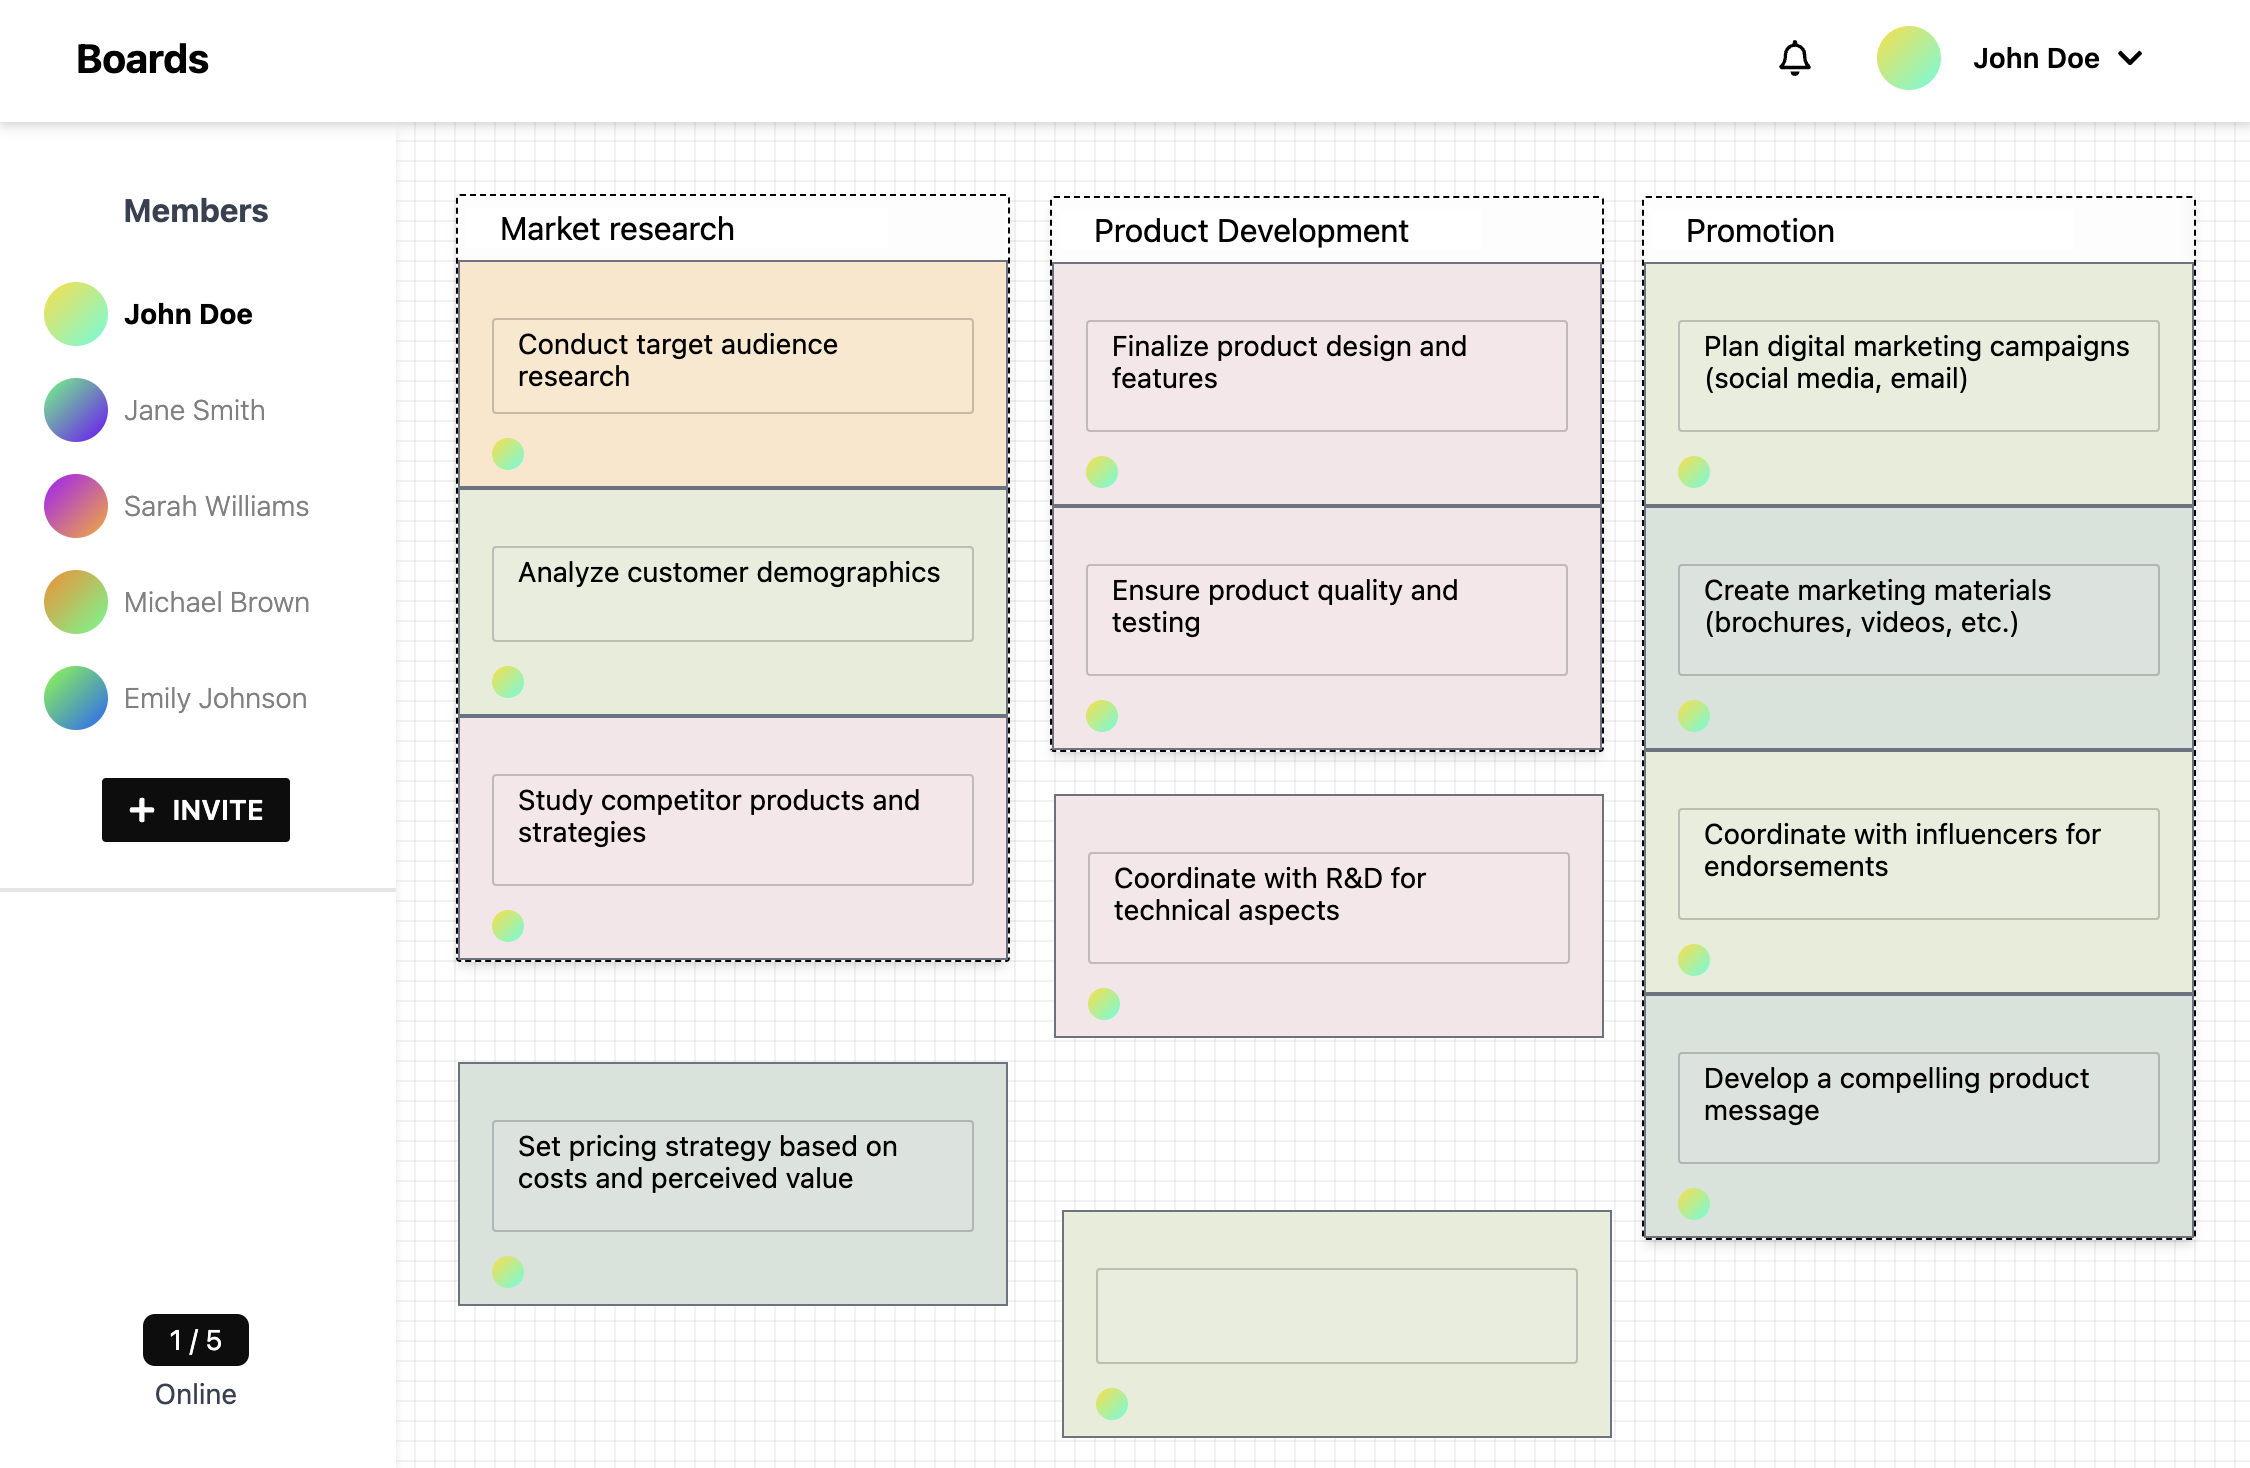 Boards
John Doe
Members
John Doe
Jane Smith
Sarah Williams
Michael Brown
Emily Johnson
+ INVITE
1 / 5
Online
Market research
Conduct target audience
research
Analyze customer demographics
Study competitor products and
strategies
Set pricing strategy based on
costs and perceived value
Product Development
Finalize product design and
features
Ensure product quality and
testing
Coordinate with R&D for
technical aspects
Promotion
Plan digital marketing campaigns
(social media, email)
Create marketing materials
(brochures, videos, etc.)
Coordinate with influencers for
endorsements
Develop a compelling product
message